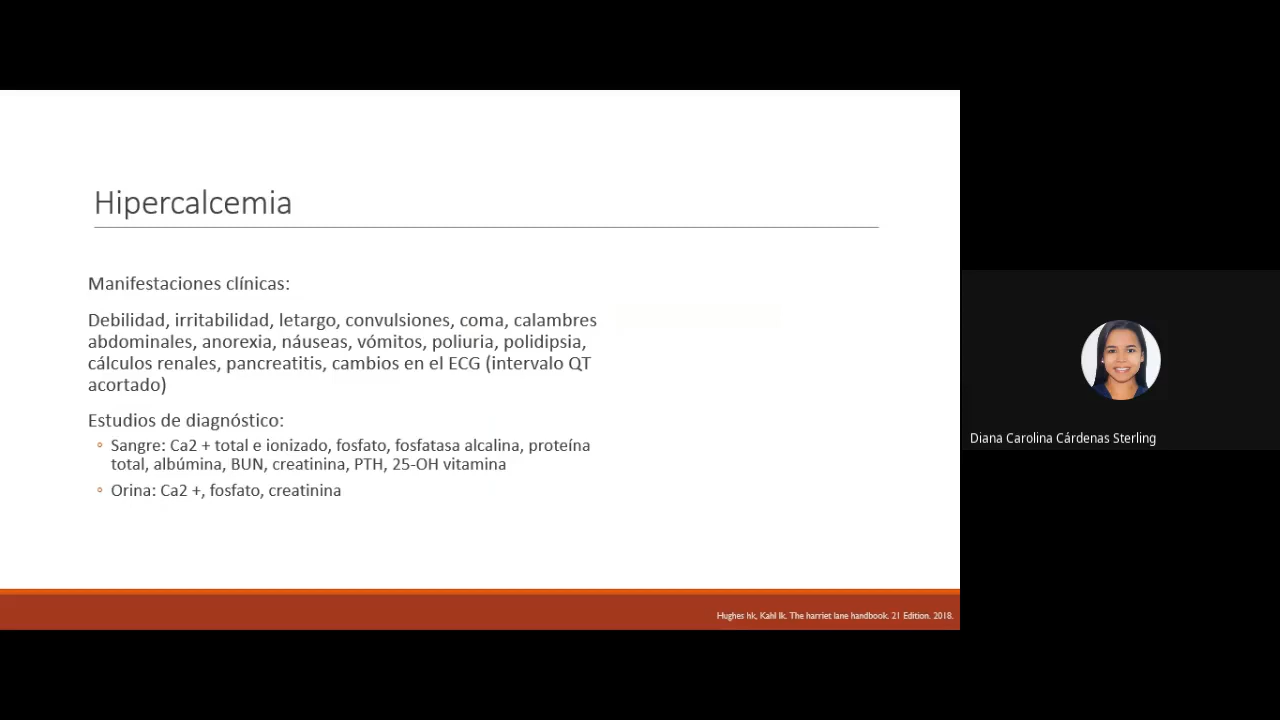 Hipercalcemia
Manifestaciones clínicas:
Debilidad, irritabilidad, letargo, convulsiones, coma, calambres
abdominales, anorexia, náuseas, vómitos, poliuria, polidipsia,
cálculos renales, pancreatitis, cambios en el ECG (intervalo QT
acortado)
Estudios de diagnóstico:
◦ Sangre: Ca2 + total e ionizado, fosfato, fosfatasa alcalina, proteína
total, albúmina, BUN, creatinina, PTH, 25-OH vitamina
◦ Orina: Ca2 +, fosfato, creatinina
Hughes hk, Kahl lk. The harriet lane handbook. 21 Edition. 2018.
Diana Carolina Cárdenas Sterling